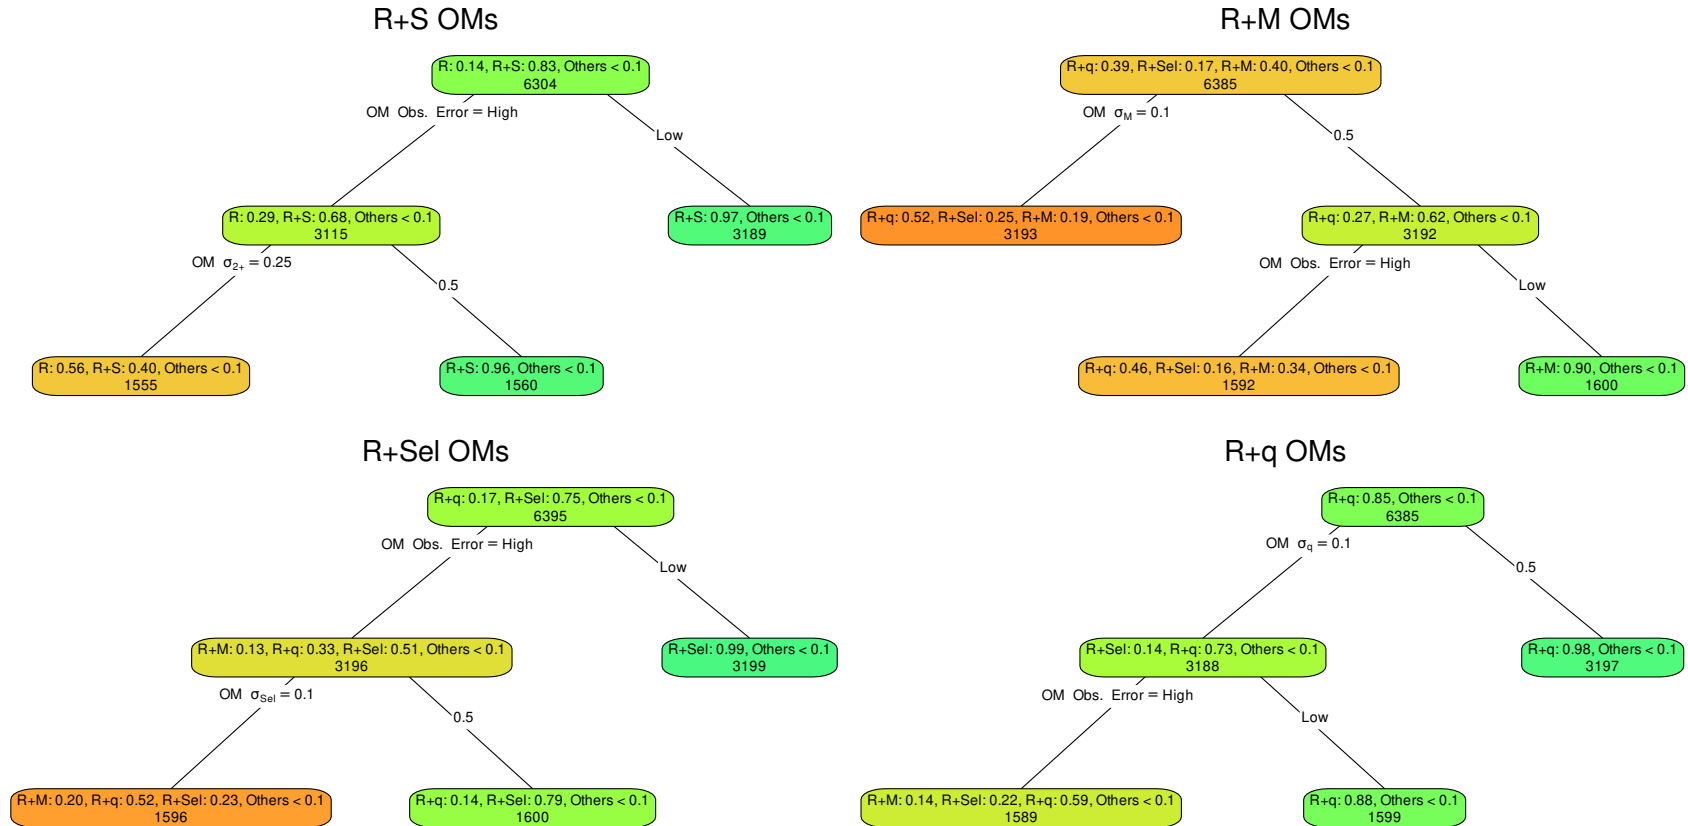 R+S OMs
R: 0.14, R+S: 0.83, Others < 0.1
6304
OM Obs. Error = High
Low
R: 0.29, R+S: 0.68, Others < 0.1
3115
R+S: 0.97, Others < 0.1
3189
OM σ2+ = 0.25
0.5
R: 0.56, R+S: 0.40, Others < 0.1
1555
R+S: 0.96, Others < 0.1
1560
R+M OMs
R+q: 0.39, R+Sel: 0.17, R+M: 0.40, Others < 0.1
6385
OM σM = 0.1
0.5
R+q: 0.52, R+Sel: 0.25, R+M: 0.19, Others < 0.1
3193
R+q: 0.27, R+M: 0.62, Others < 0.1
3192
OM Obs. Error = High
Low
R+q: 0.46, R+Sel: 0.16, R+M: 0.34, Others < 0.1
1592
R+M: 0.90, Others < 0.1
1600
R+Sel OMs
R+q: 0.17, R+Sel: 0.75, Others < 0.1
6395
OM Obs. Error = High
Low
R+M: 0.13, R+q: 0.33, R+Sel: 0.51, Others < 0.1
3196
R+Sel: 0.99, Others < 0.1
3199
OM σSel = 0.1
0.5
R+M: 0.20, R+q: 0.52, R+Sel: 0.23, Others < 0.1
1596
R+q: 0.14, R+Sel: 0.79, Others < 0.1
1600
R+q OMs
R+q: 0.85, Others < 0.1
6385
OM σq = 0.1
0.5
R+Sel: 0.14, R+q: 0.73, Others < 0.1
3188
R+q: 0.98, Others < 0.1
3197
OM Obs. Error = High
Low
R+M: 0.14, R+Sel: 0.22, R+q: 0.59, Others < 0.1
1589
R+q: 0.88, Others < 0.1
1599